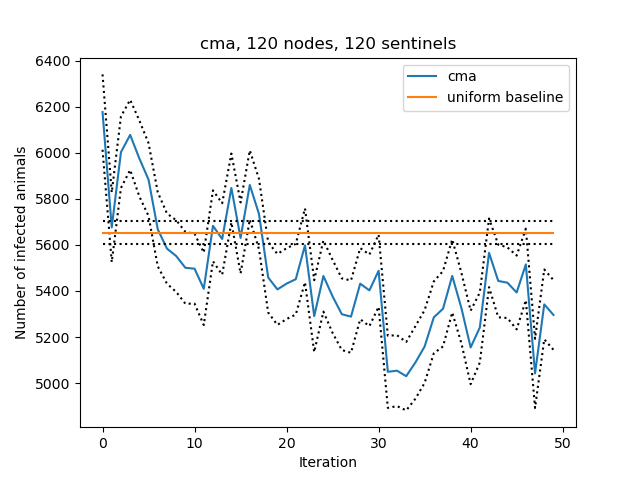 cma, 120 nodes, 120 sentinels
cma
uniform baseline
Number of infected animals
6400
6200
6000
5800
5600
5400
5200
5000
0 10 20 30 40 50
Iteration